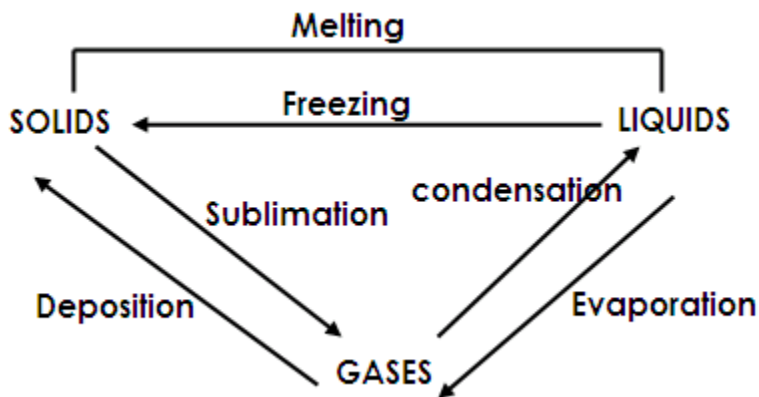 Melting
Freezing
SOLIDS
LIQUIDS
condensation
Sublimation
Deposition
Evaporation
GASES